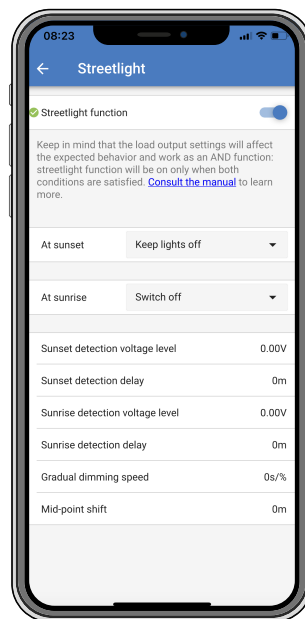 08:23
Streetlight
Streetlight function
Keep in mind that the load output settings will affect
the expected behavior and work as an AND function:
streetlight function will be on only when both
conditions are satisfied. Consult the manual to learn
more.
At sunset
Keep lights off
At sunrise
Switch off
Sunset detection voltage level
0.00V
Sunset detection delay
0m
Sunrise detection voltage level
0.00V
Sunrise detection delay
0m
Gradual dimming speed
0s/%
Mid-point shift
0m